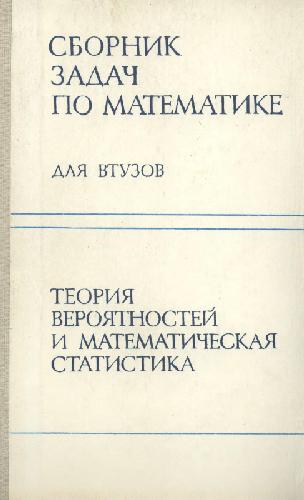 СБОРНИК
ЗАДАЧ
ПО МАТЕМАТИКЕ
ДЛЯ ВТУЗОВ
ТЕОРИЯ
ВЕРОЯТНОСТЕЙ
И МАТЕМАТИЧЕСКАЯ
СТАТИСТИКА